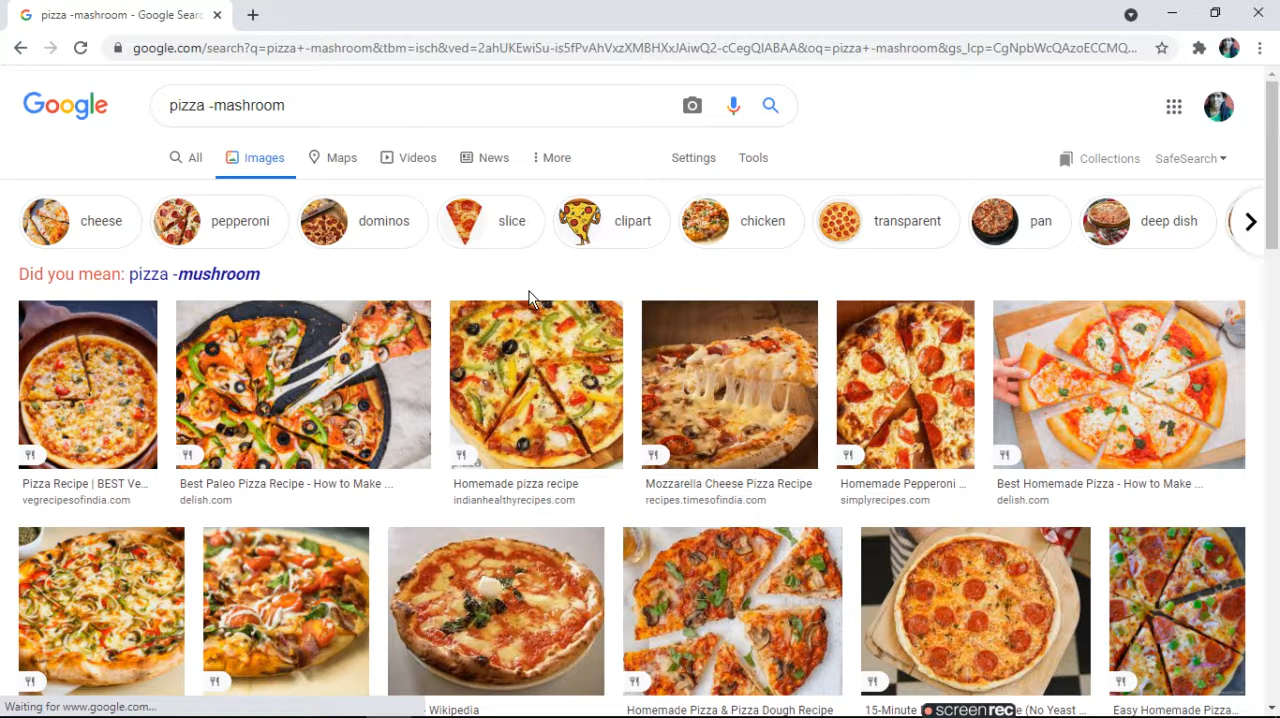 pizza -mashroom - Google Searc
google.com/search?q=pizza+-mashroom&tbm=isch&ved=2ahUKEwiSu-is5fPvAhVxzXMBHXxJAiwQ2-cCegQIABAA&oq=pizza+-mashroom&gs_lcp=CgNpbWcQAzoECCMQ...
Google
pizza -mashroom
All
Images
Maps
Videos
News
More
Settings
Tools
Collections
SafeSearch
cheese
pepperoni
dominos
slice
clipart
chicken
transparent
pan
deep dish
Did you mean: pizza -mushroom
Pizza Recipe | BEST Ve...
vegrecipesofindia.com
Best Paleo Pizza Recipe - How to Make ...
delish.com
Homemade pizza recipe
indianhealthyrecipes.com
Mozzarella Cheese Pizza Recipe
recipes.timesofindia.com
Homemade Pepperoni ...
simplyrecipes.com
Best Homemade Pizza - How to Make ...
delish.com
- Wikipedia
Homemade Pizza & Pizza Dough Recipe
15-Minute
(No Yeast
Easy Homemade Pizza...
Waiting for www.google.com...
screenrec